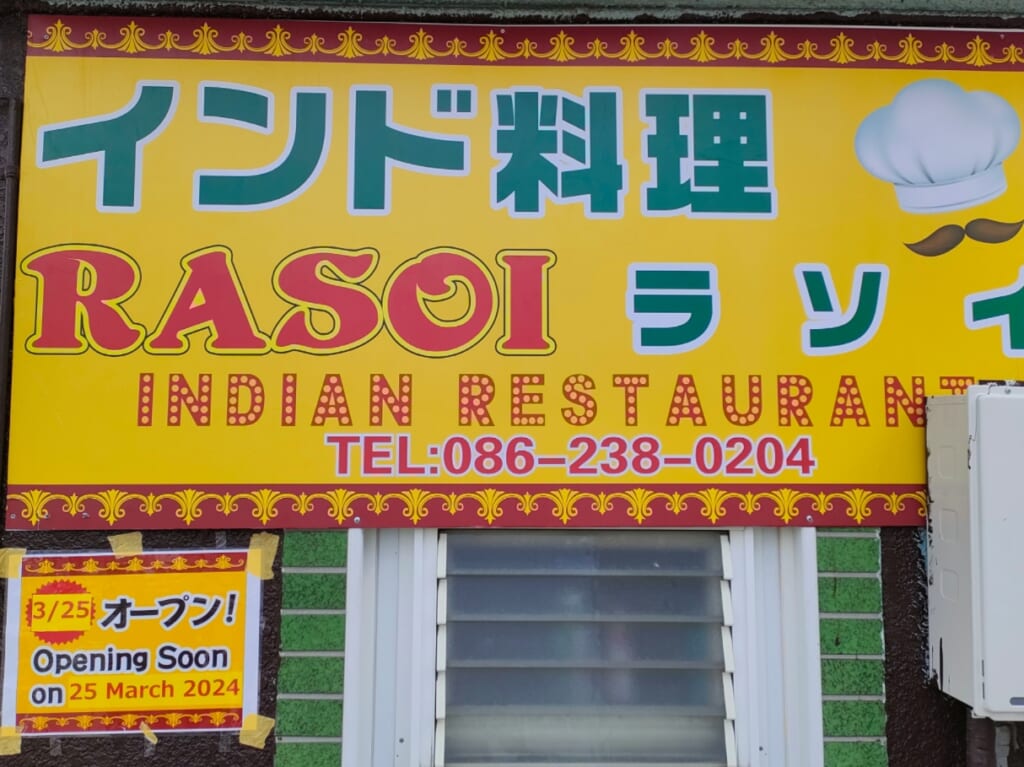 インド料理
RASOI ラソイ
INDIAN RESTAURANT
TEL:086-238-0204
3/25 オープン!
Opening Soon
on 25 March 2024